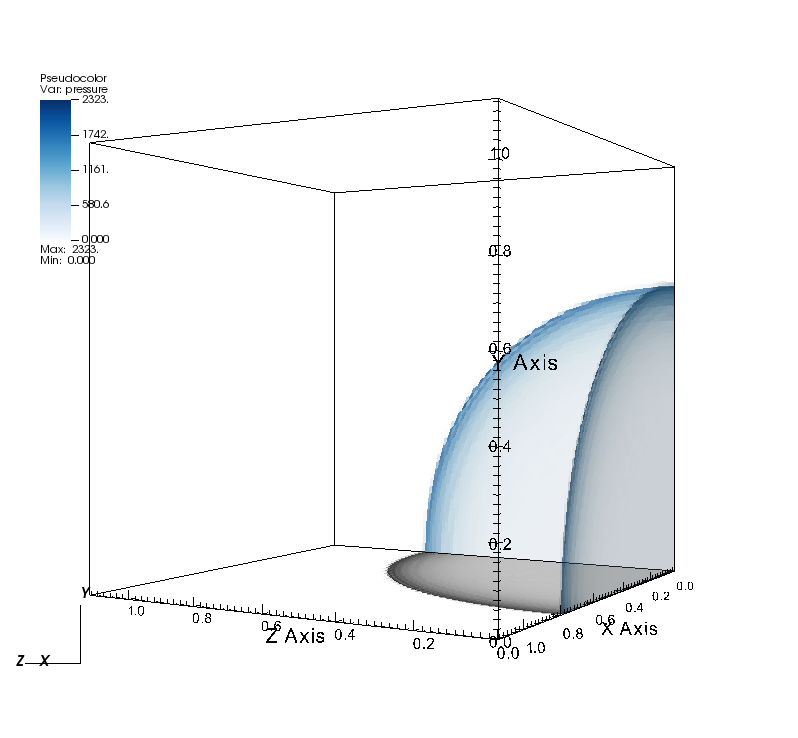 Pseudocolor
Var: pressure
2323.
1742.
1161.
580.6
0.000
Max: 2323.
Min: 0.000
1.0
0.8
0.6
Y Axis
0.4
0.2
0.0
Y
1.0
0.8
0.6
Z Axis
0.4
0.2
0.0
1.0
0.8
0.6
X Axis
0.4
0.2
0.0
Z X